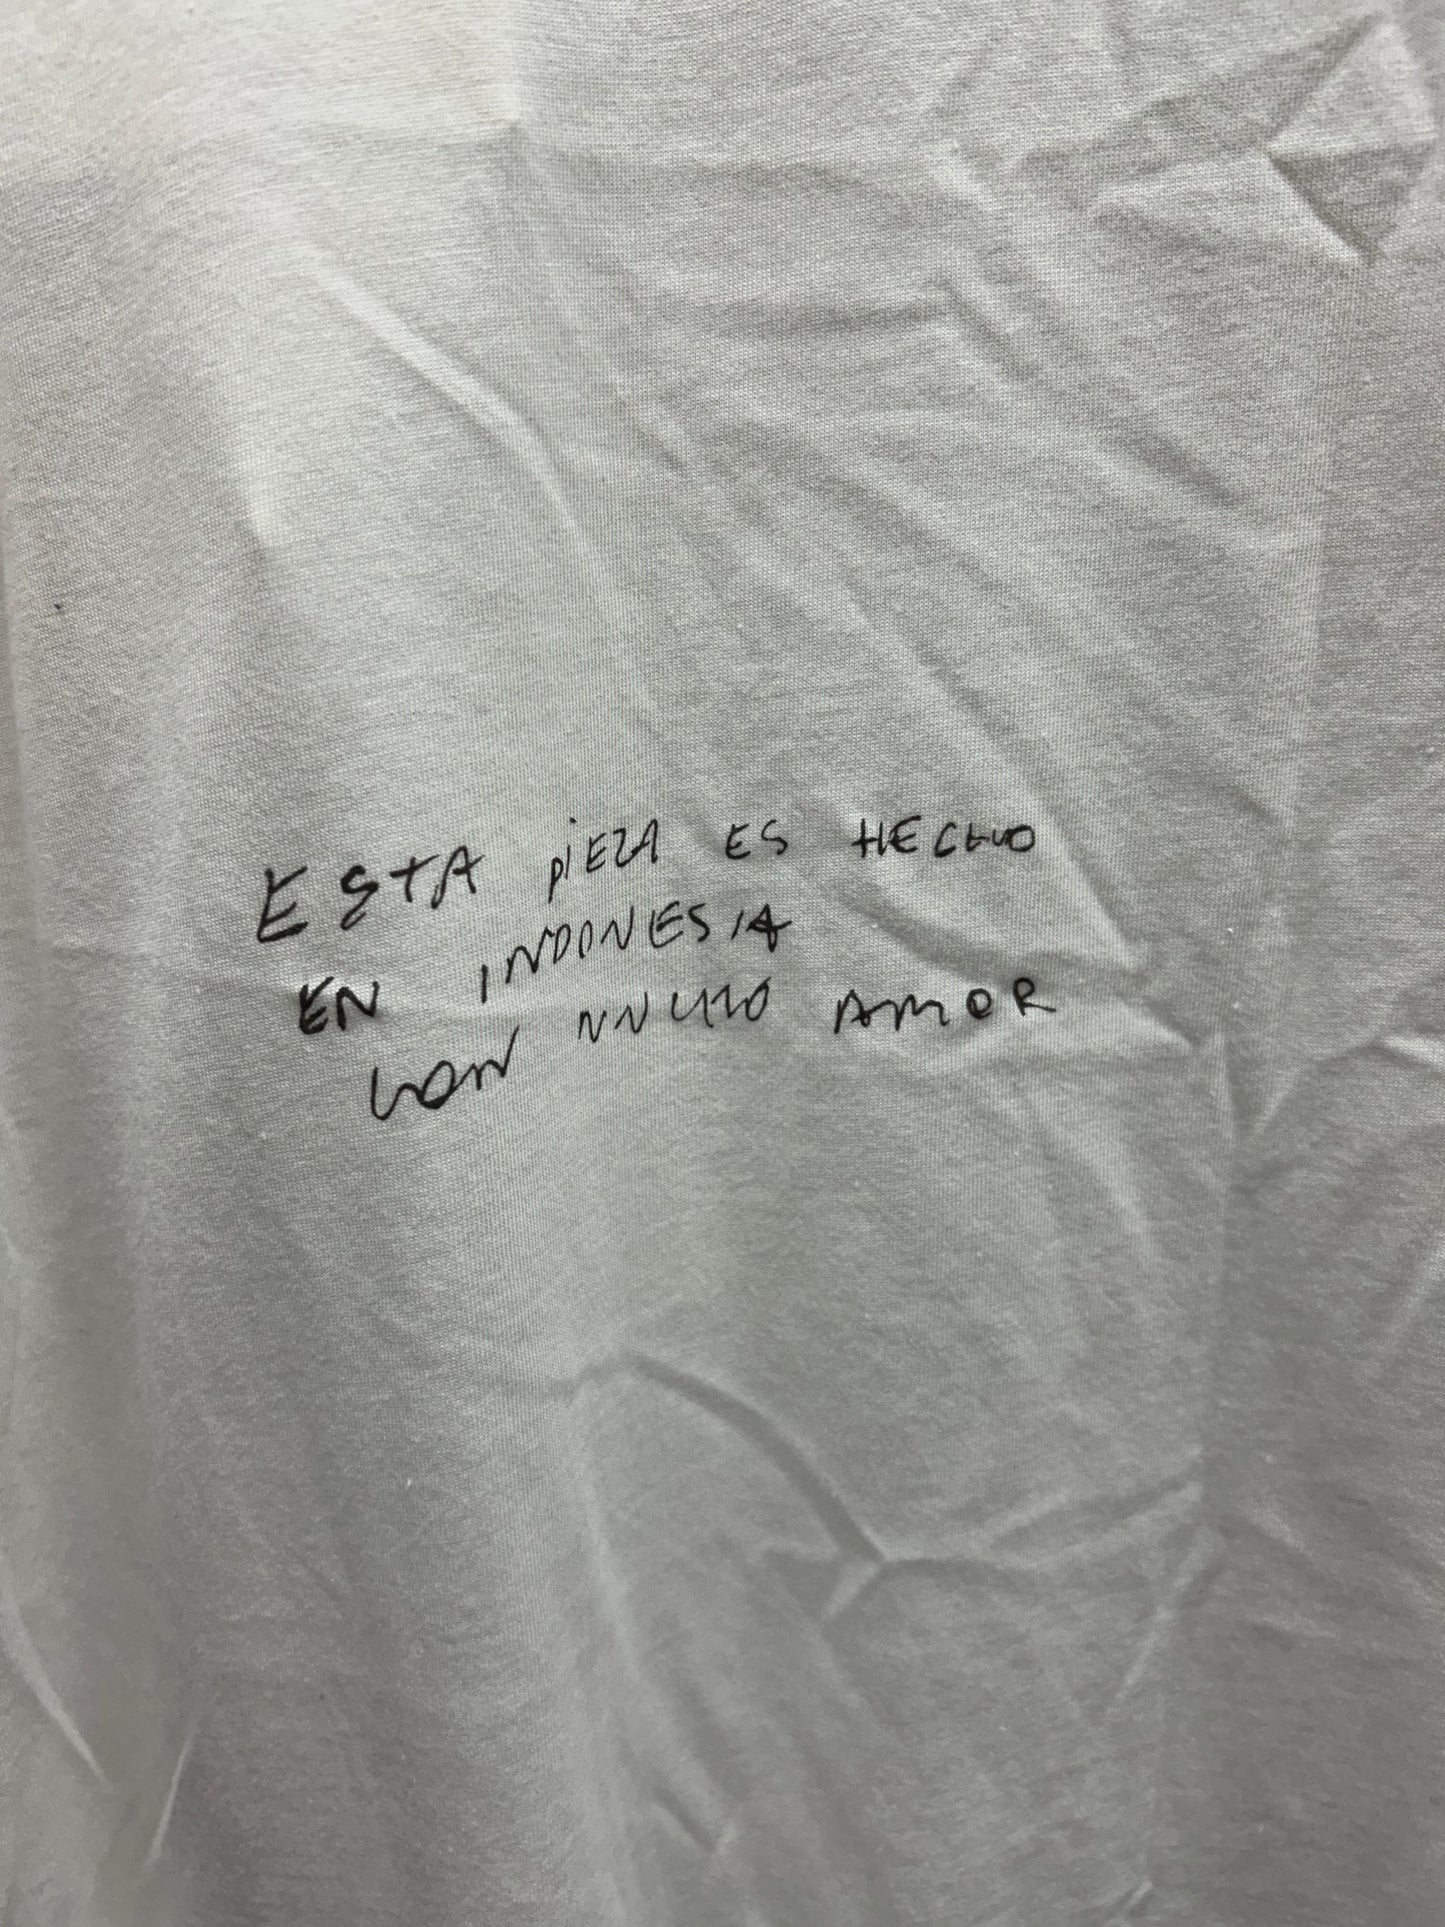 ESTA PiEZA ES HECHO
EN INDONESIA
CON MUCHO AMOR